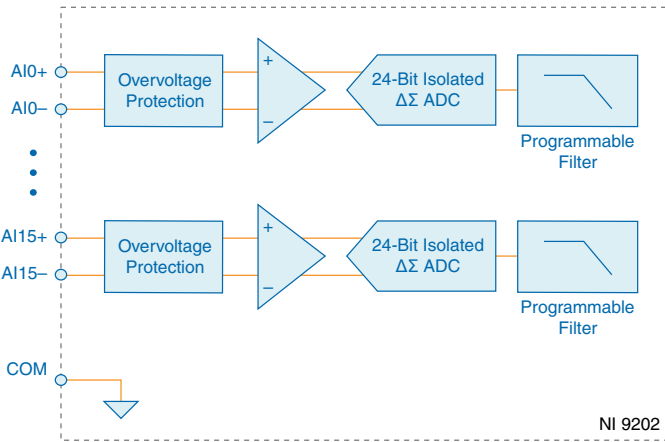 AI0+
AI0–
Overvoltage
Protection
+
–
24-Bit Isolated
ΔΣ ADC
Programmable
Filter
AI15+
AI15–
Overvoltage
Protection
+
–
24-Bit Isolated
ΔΣ ADC
Programmable
Filter
COM
NI 9202